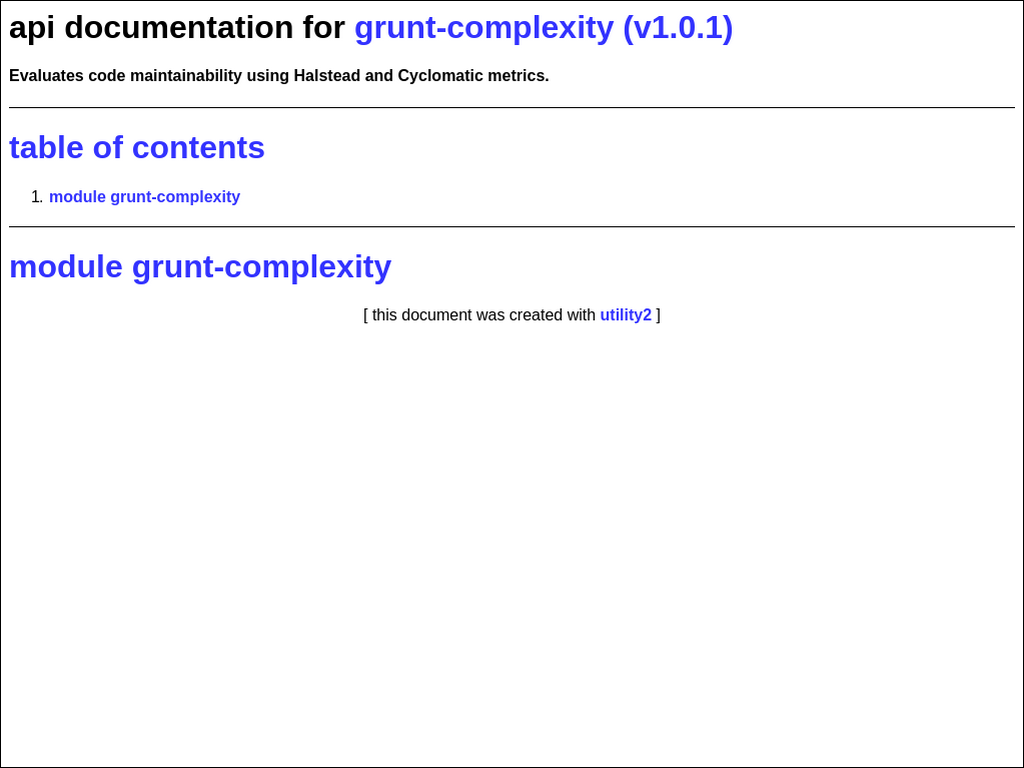 api documentation for grunt-complexity (v1.0.1)
Evaluates code maintainability using Halstead and Cyclomatic metrics.
table of contents
1. module grunt-complexity
module grunt-complexity
[ this document was created with utility2 ]